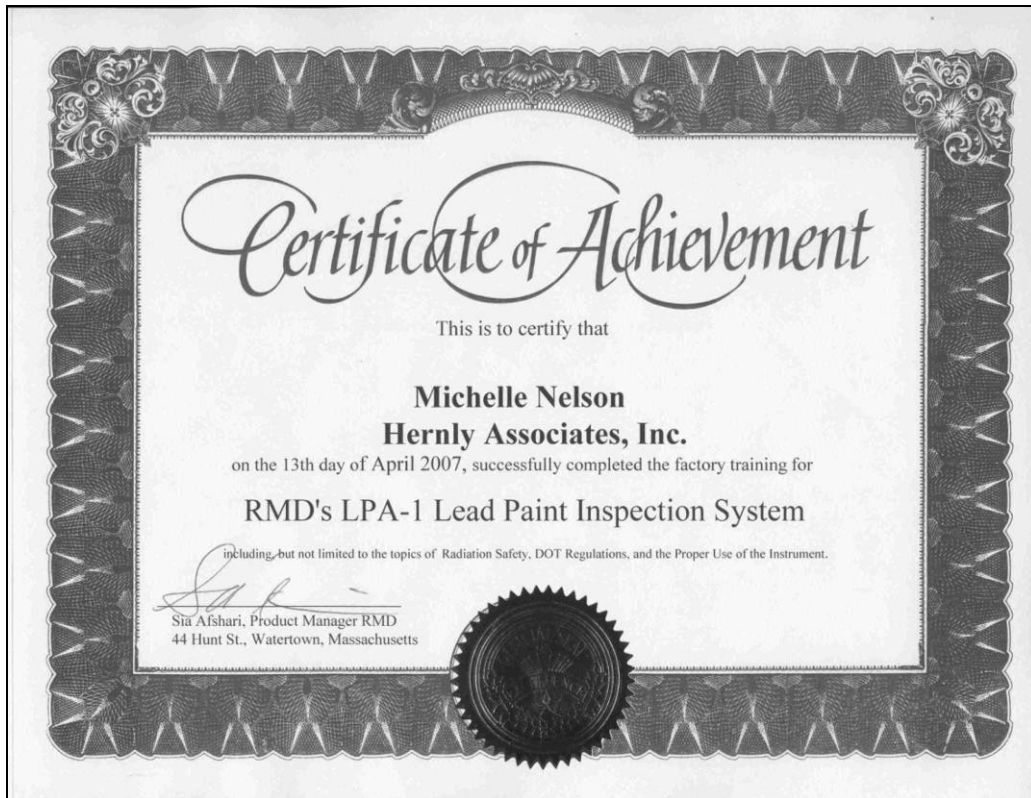 Certificate of Achievement
This is to certify that
Michelle Nelson
Hernly Associates, Inc.
on the 13th day of April 2007, successfully completed the factory training for
RMD's LPA-1 Lead Paint Inspection System
including, but not limited to the topics of Radiation Safety, DOT Regulations, and the Proper Use of the Instrument.
Sia Afshari, Product Manager RMD
44 Hunt St., Watertown, Massachusetts